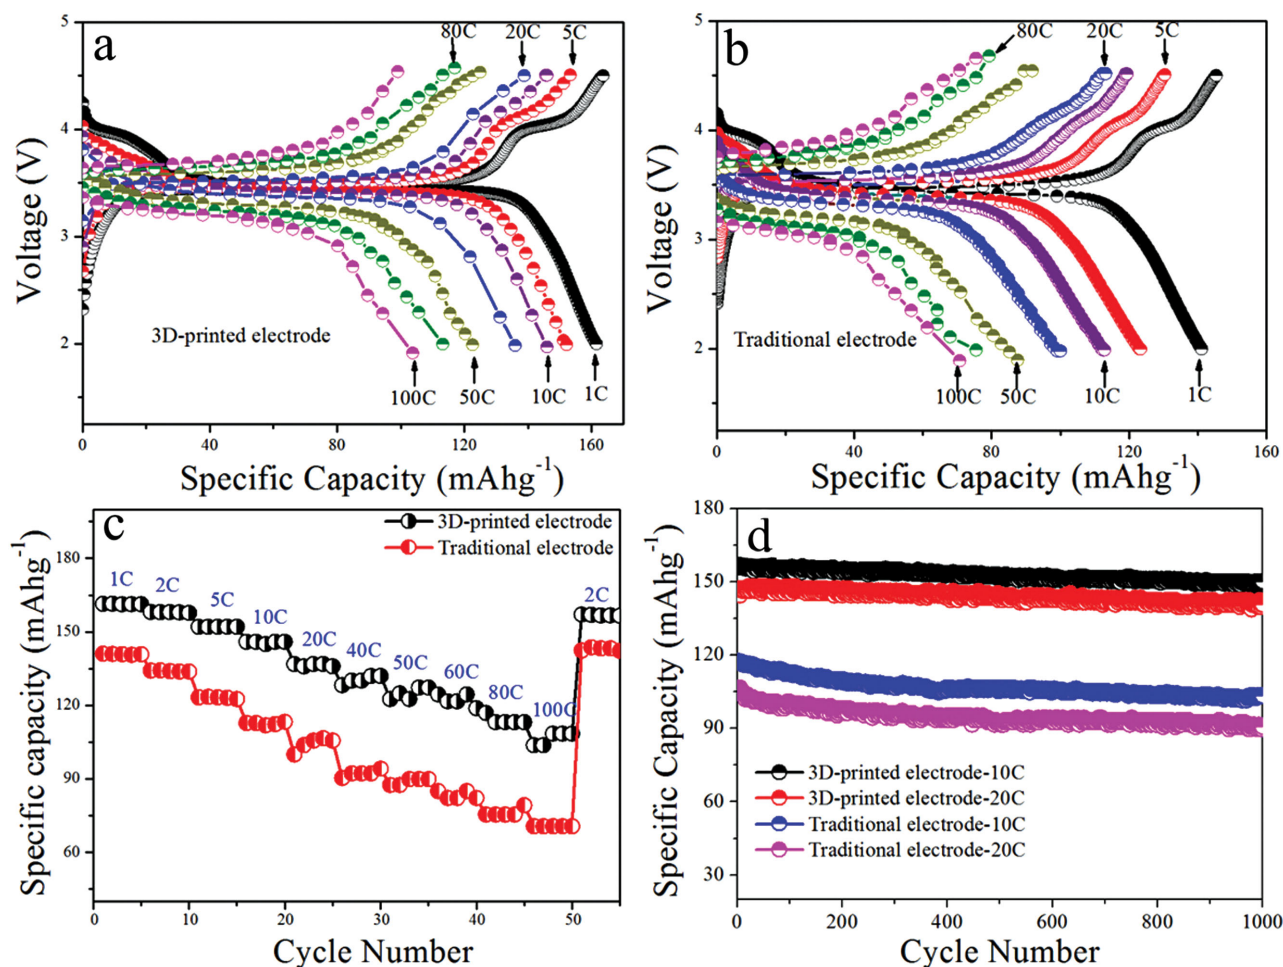 a
80C 20C 5C
5
4
3
2
Voltage (V)
3D-printed electrode
100C 50C 10C 1C
0 40 80 120 160
Specific Capacity (mAhg⁻¹)
b
80C 20C 5C
5
4
3
2
Voltage (V)
Traditional electrode
100C 50C 10C 1C
0 40 80 120 160
Specific Capacity (mAhg⁻¹)
c
3D-printed electrode
Traditional electrode
180
150
120
90
60
Specific capacity (mAhg⁻¹)
1C 2C 5C 10C 20C 40C 50C 60C 80C 100C 2C
0 10 20 30 40 50
Cycle Number
d
180
150
120
90
60
30
Specific Capacity (mAhg⁻¹)
3D-printed electrode-10C
3D-printed electrode-20C
Traditional electrode-10C
Traditional electrode-20C
0 200 400 600 800 1000
Cycle Number